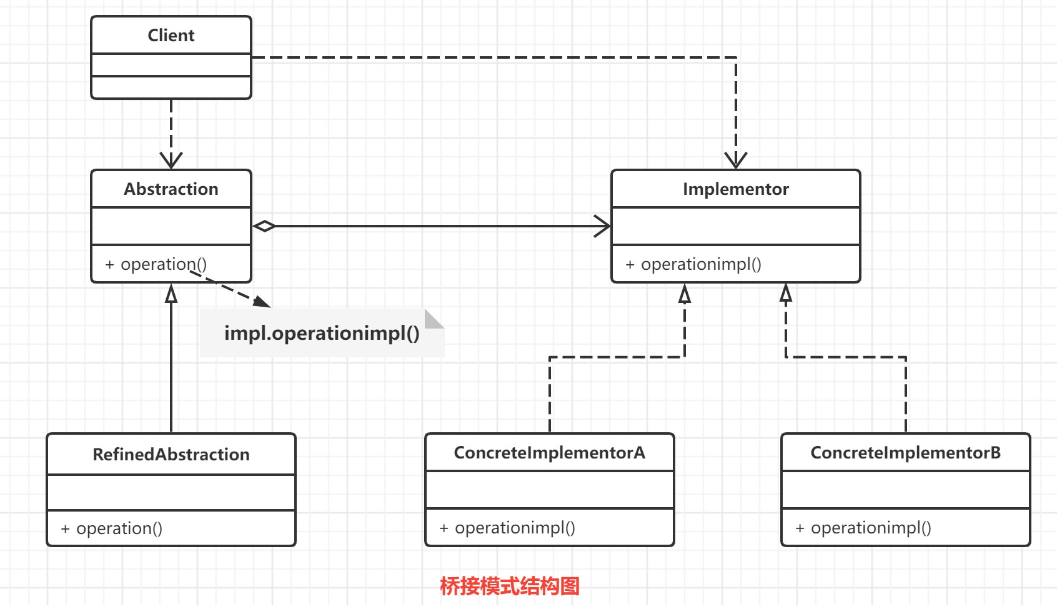 Client
Abstraction
Implementor
+ operation()
+ operationimpl()
impl.operationimpl()
RefinedAbstraction
ConcreteImplementorA
ConcreteImplementorB
+ operation()
+ operationimpl()
+ operationimpl()
桥接模式结构图